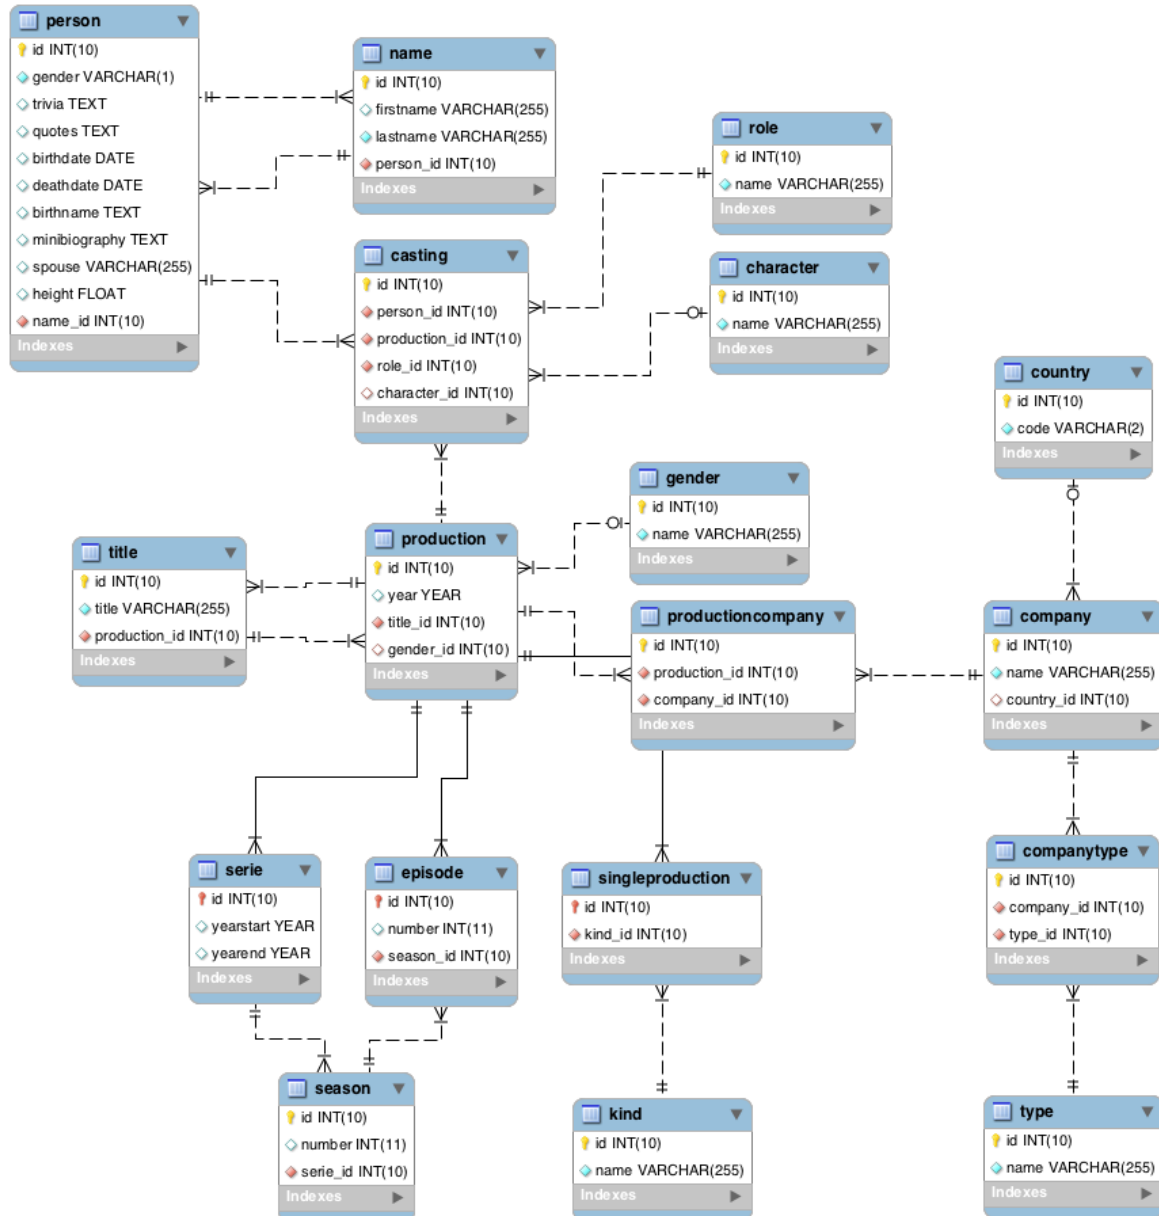 person
id INT(10)
gender VARCHAR(1)
trivia TEXT
quotes TEXT
birthdate DATE
deathdate DATE
birthname TEXT
minibiography TEXT
spouse VARCHAR(255)
height FLOAT
name_id INT(10)
Indexes
name
id INT(10)
firstname VARCHAR(255)
lastname VARCHAR(255)
person_id INT(10)
Indexes
role
id INT(10)
name VARCHAR(255)
Indexes
casting
id INT(10)
person_id INT(10)
production_id INT(10)
role_id INT(10)
character_id INT(10)
Indexes
character
id INT(10)
name VARCHAR(255)
Indexes
country
id INT(10)
code VARCHAR(2)
Indexes
gender
id INT(10)
name VARCHAR(255)
Indexes
title
id INT(10)
title VARCHAR(255)
production_id INT(10)
Indexes
production
id INT(10)
year YEAR
title_id INT(10)
gender_id INT(10)
Indexes
productioncompany
id INT(10)
production_id INT(10)
company_id INT(10)
Indexes
company
id INT(10)
name VARCHAR(255)
country_id INT(10)
Indexes
serie
id INT(10)
yearstart YEAR
yearend YEAR
Indexes
episode
id INT(10)
number INT(11)
season_id INT(10)
Indexes
singleproduction
id INT(10)
kind_id INT(10)
Indexes
companytype
id INT(10)
company_id INT(10)
type_id INT(10)
Indexes
season
id INT(10)
number INT(11)
serie_id INT(10)
Indexes
kind
id INT(10)
name VARCHAR(255)
Indexes
type
id INT(10)
name VARCHAR(255)
Indexes